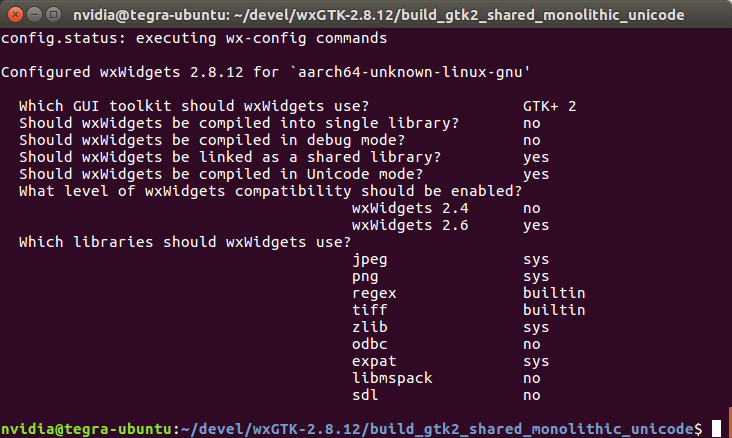 nvidia@tegra-ubuntu: ~/devel/wxGTK-2.8.12/build_gtk2_shared_monolithic_unicode
config.status: executing wx-config commands
Configured wxWidgets 2.8.12 for `aarch64-unknown-linux-gnu'
Which GUI toolkit should wxWidgets use? GTK+ 2
Should wxWidgets be compiled into single library? no
Should wxWidgets be compiled in debug mode? no
Should wxWidgets be linked as a shared library? yes
Should wxWidgets be compiled in Unicode mode? yes
What level of wxWidgets compatibility should be enabled?
wxWidgets 2.4 no
wxWidgets 2.6 yes
Which libraries should wxWidgets use?
jpeg sys
png sys
regex builtin
tiff builtin
zlib sys
odbc no
expat sys
libmspack no
sdl no
nvidia@tegra-ubuntu:~/devel/wxGTK-2.8.12/build_gtk2_shared_monolithic_unicode$